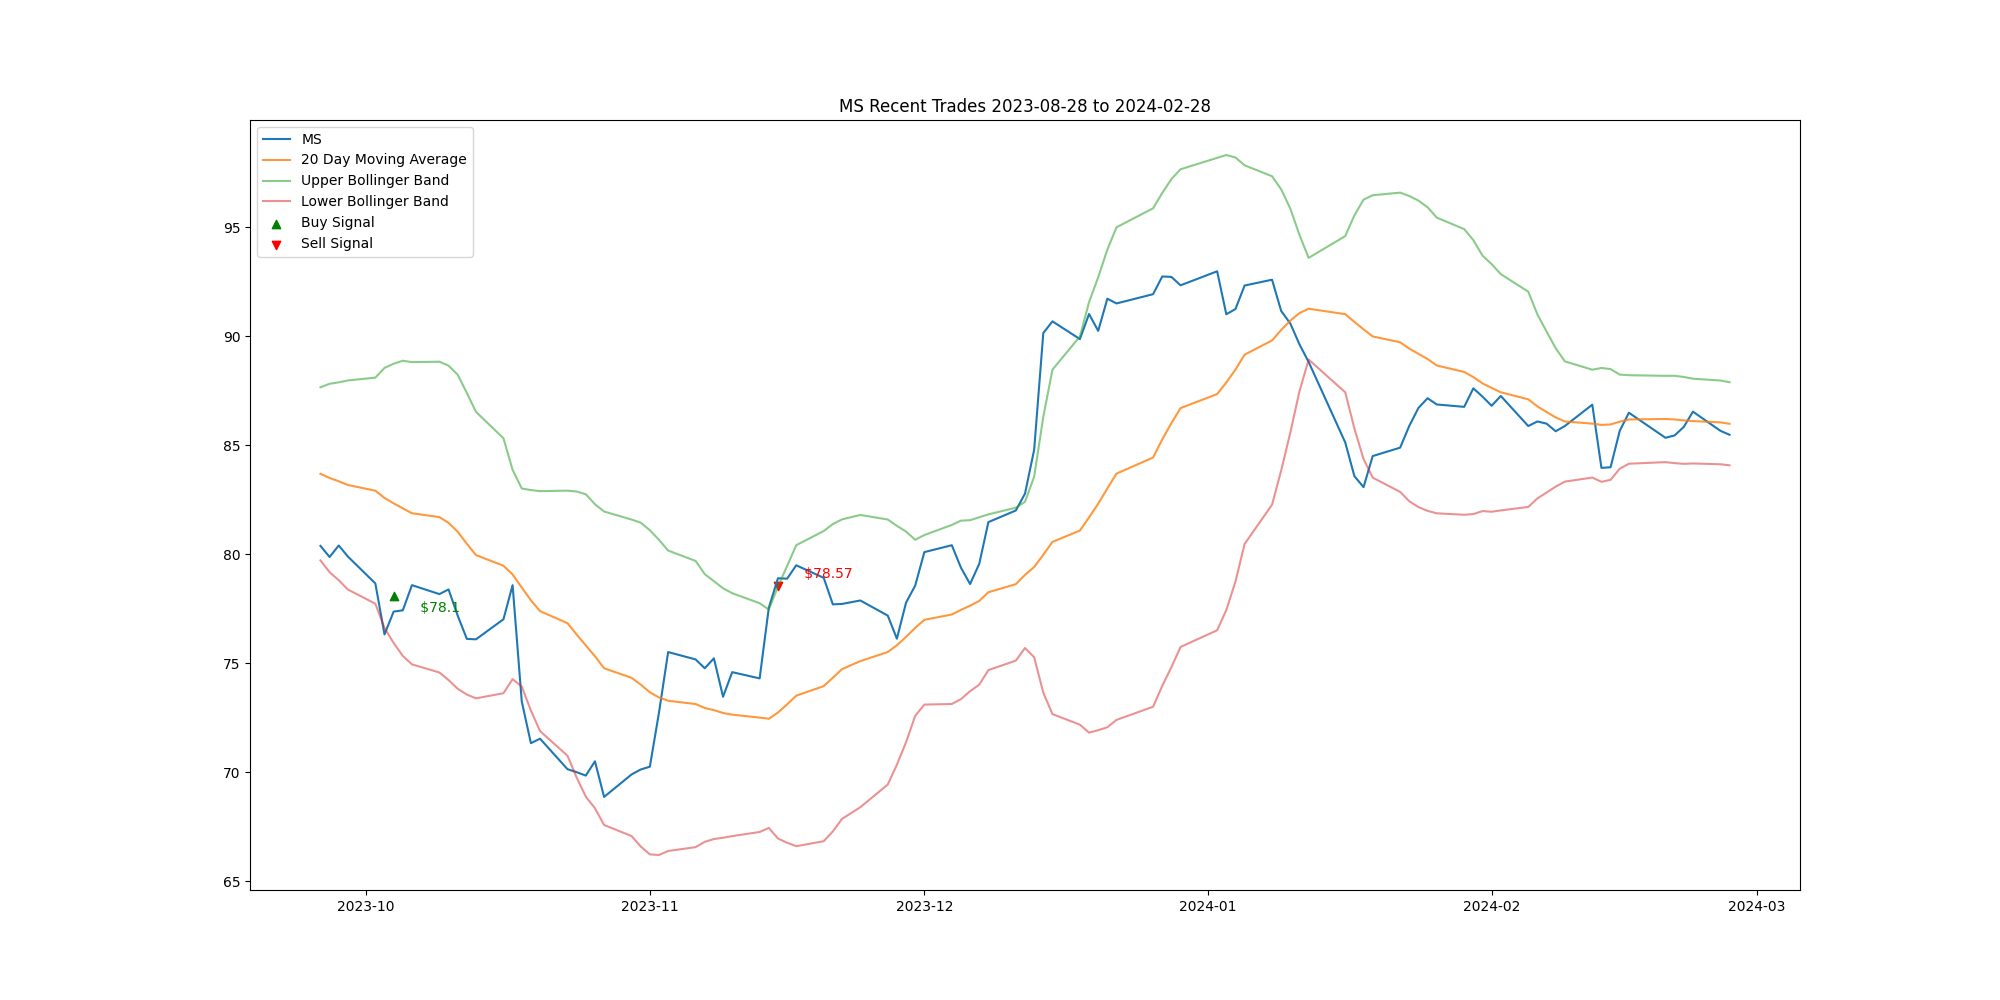 MS Recent Trades 2023-08-28 to 2024-02-28
MS
20 Day Moving Average
Upper Bollinger Band
Lower Bollinger Band
Buy Signal
Sell Signal
95
90
85
80
75
70
65
$78.57
$78.1
2023-10
2023-11
2023-12
2024-01
2024-02
2024-03